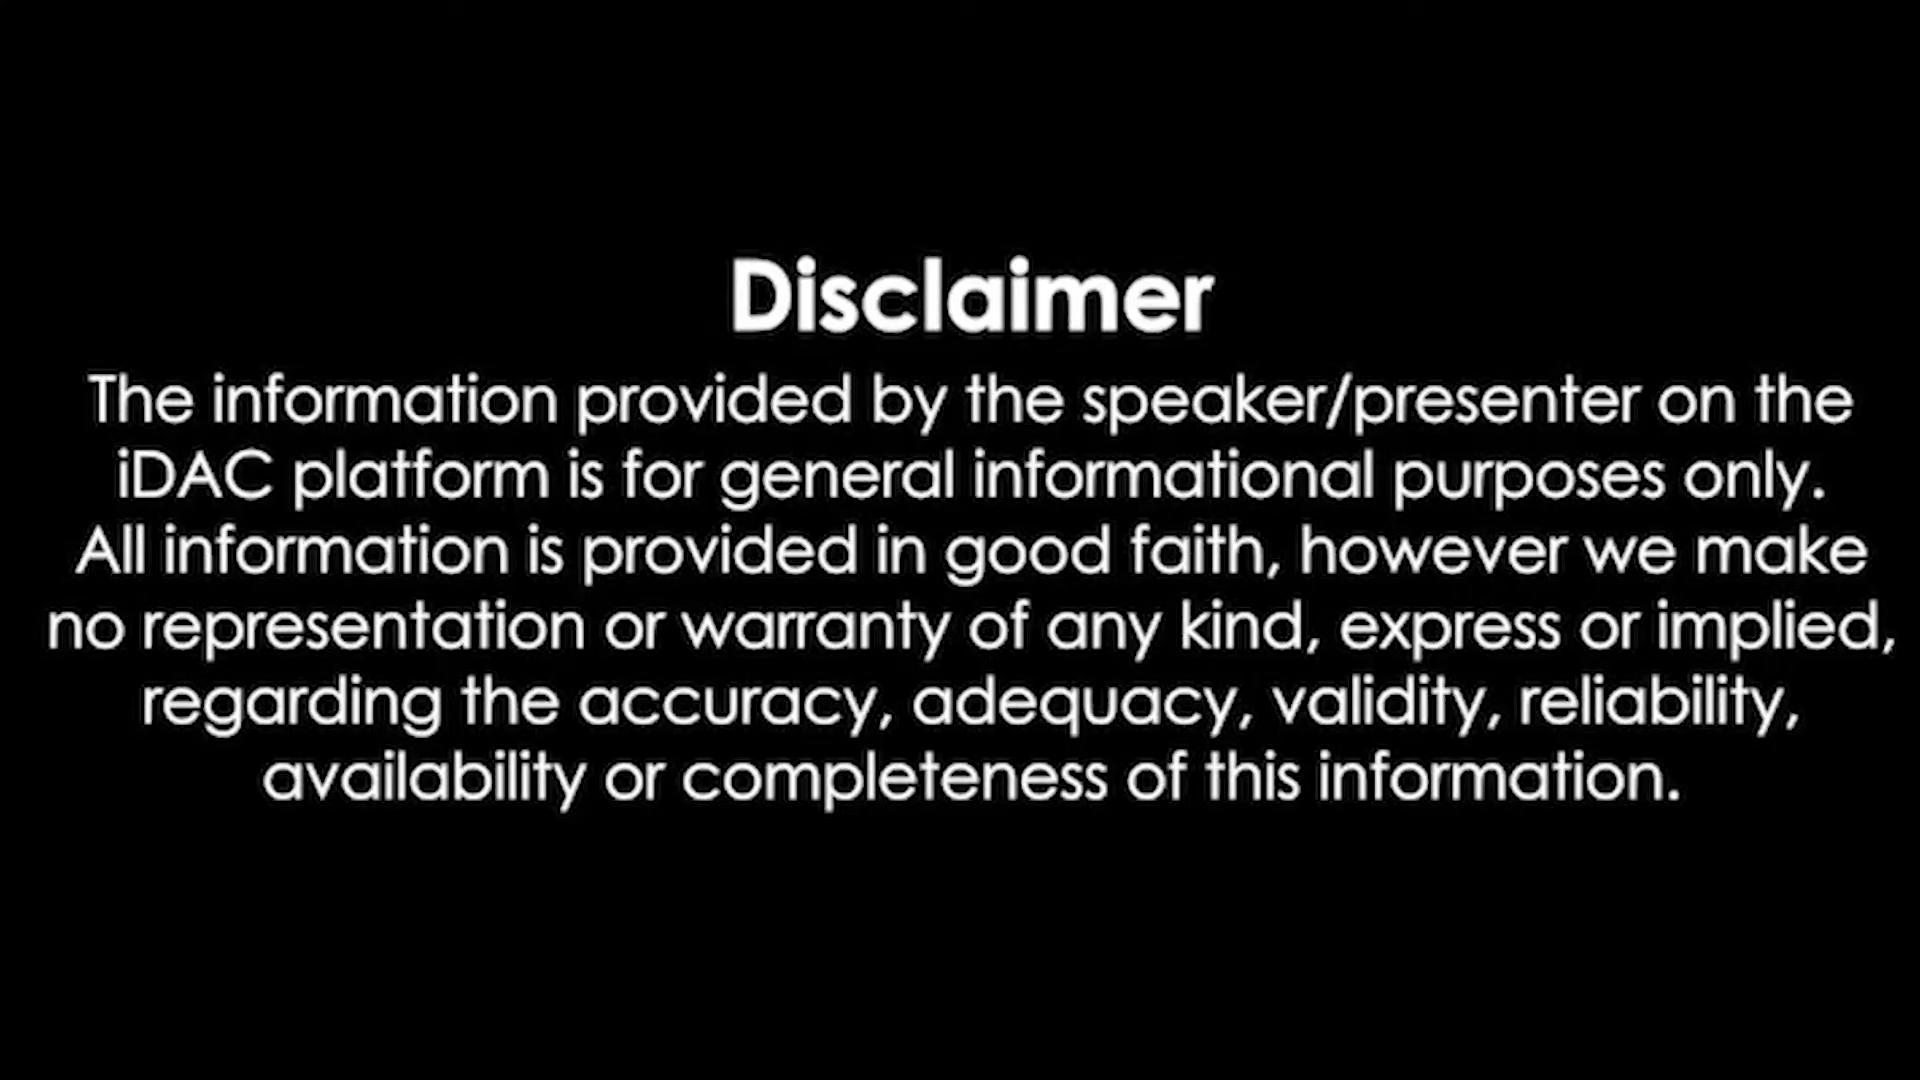 Disclaimer
The information provided by the speaker/presenter on the
iDAC platform is for general informational purposes only.
All information is provided in good faith, however we make
no representation or warranty of any kind, express or implied,
regarding the accuracy, adequacy, validity, reliability,
availability or completeness of this information.